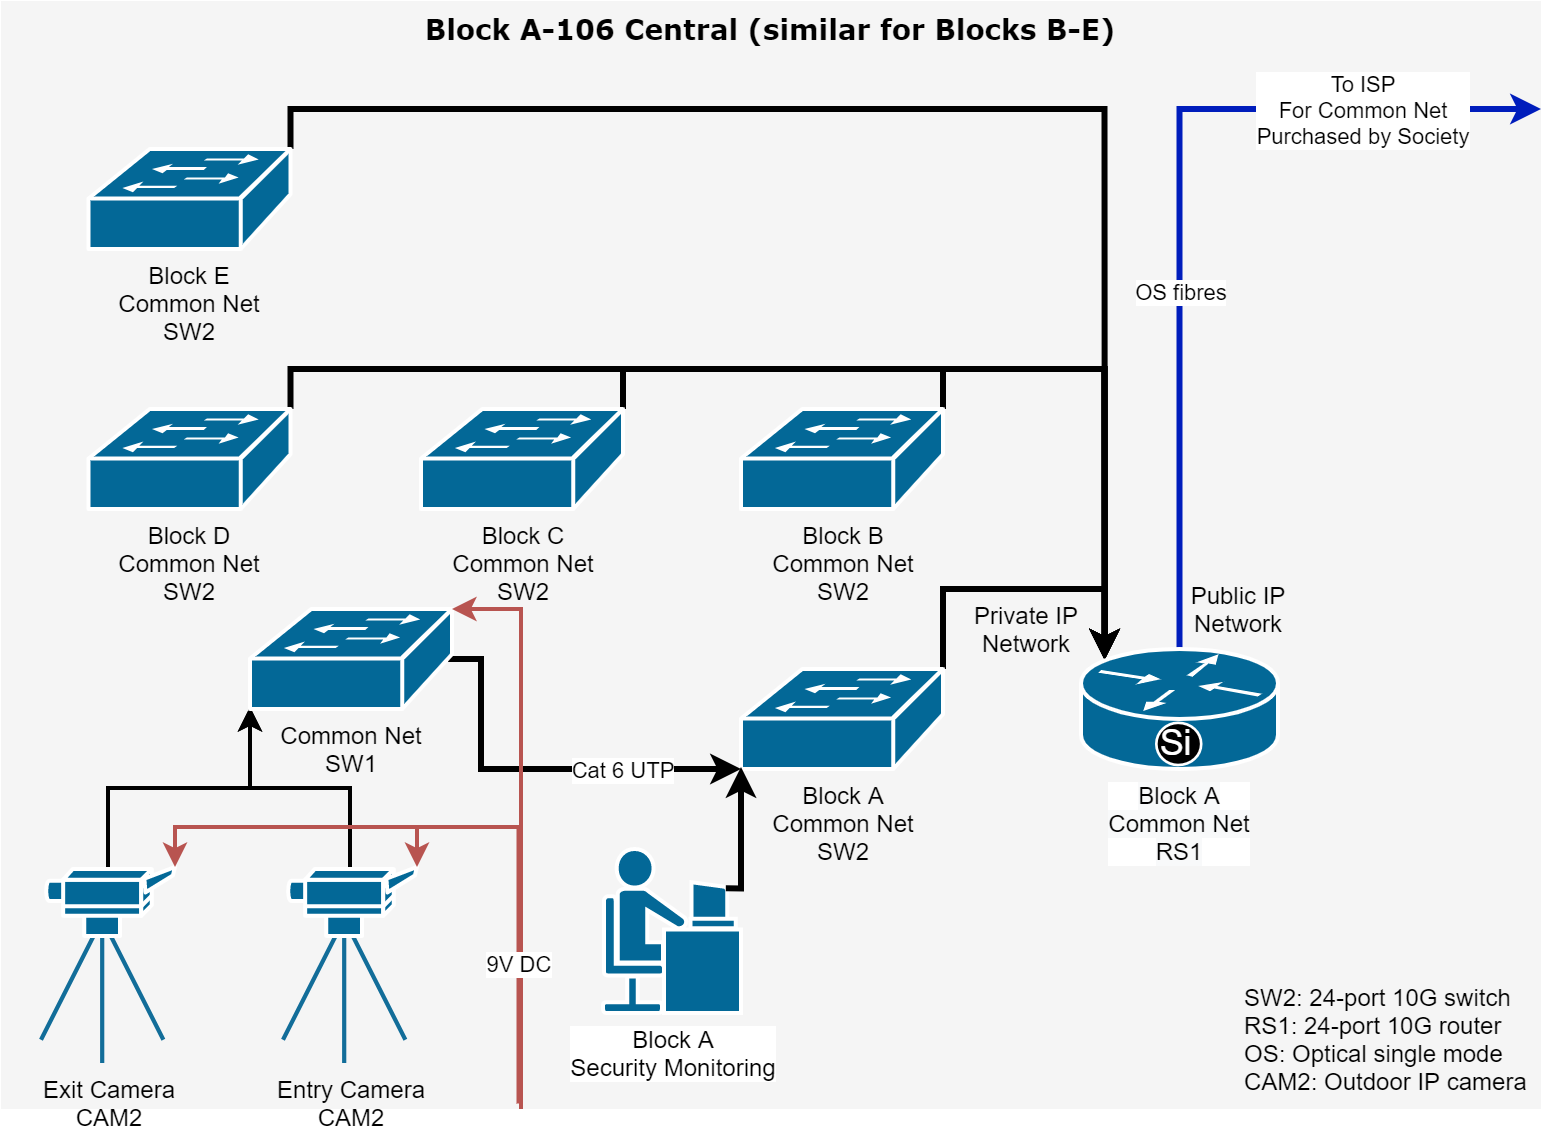 Block A-106 Central (similar for Blocks B-E)
To ISP
For Common Net
Purchased by Society
Block E
Common Net
SW2
OS fibres
Block D
Common Net
SW2
Block C
Common Net
SW2
Block B
Common Net
SW2
Private IP
Network
Public IP
Network
Common Net
SW1
Cat 6 UTP
Si
Block A
Common Net
SW2
Block A
Common Net
RS1
9V DC
Block A
Security Monitoring
Exit Camera
CAM2
Entry Camera
CAM2
SW2: 24-port 10G switch
RS1: 24-port 10G router
OS: Optical single mode
CAM2: Outdoor IP camera